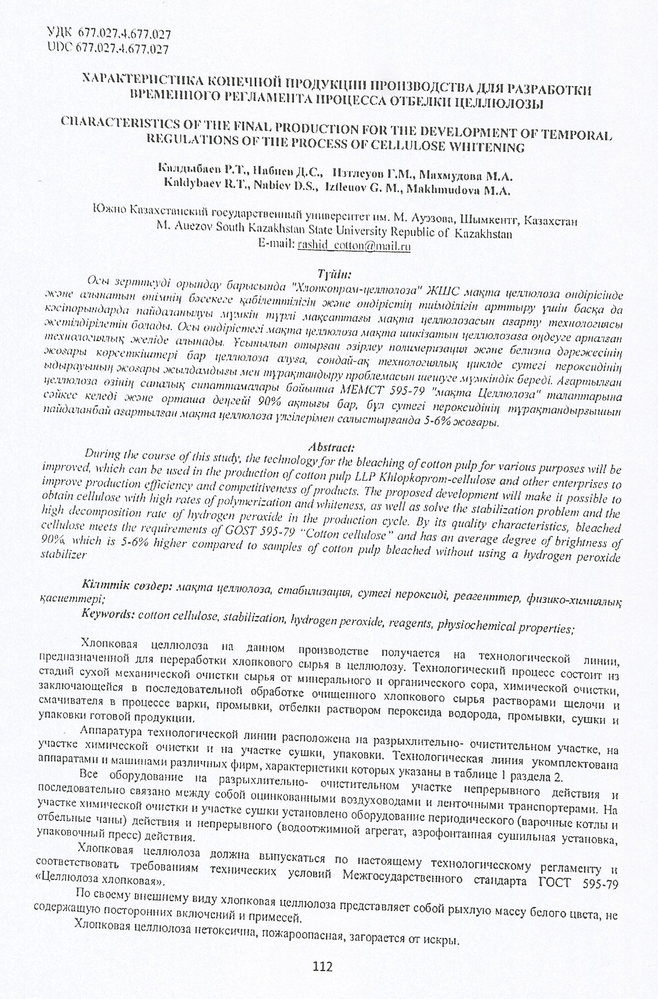 УДК 677.027.4.677.027
UDC 677.027.4.677.027
ХАРАКТЕРИСТИКА КОНЕЧНОЙ ПРОДУКЦИИ ПРОИЗВОДСТВА ДЛЯ РАЗРАБОТКИ
ВРЕМЕННОГО РЕГЛАМЕНТА ПРОЦЕССА ОТБЕЛКИ ЦЕЛЛЮЛОЗЫ
CHARACTERISTICS OF THE FINAL PRODUCTION FOR THE DEVELOPMENT OF TEMPORAL
REGULATIONS OF THE PROCESS OF CELLULOSE WHITENING
Калдыбаев Р.Т., Набиев Д.С., Изтлеуов Г.М., Махмудова М.А.
Kaldybaev R.T., Nabiev D.S., Iztleuov G. M., Makhmudova M.A.
Южно Казахстанский государственный университет им. М. Ауэзова, Шымкентг, Казахстан
M. Auezov South Kazakhstan State University Republic of Kazakhstan
E-mail: rashid_cotton@mail.ru
Түйін:
Осы зерттеуді орындау барысында "Хлопкопром-целлюлоза" ЖШС мақта целлюлоза өндірісінде
және алынатын өнімнің бәсекеге қабілеттілігін және өндірістің тиімділігін арттыру үшін басқа да
кәсіпорындарда пайдаланылуы мүмкін түрлі мақсаттағы мақта целлюлозасын ағарту технологиясы
жетілдірілетін болады. Осы өндірістегі мақта целлюлоза мақта шикізатын целлюлозаға өңдеуге арналған
технологиялық желіде алынады. Ұсынылып отырған әзірлеу полимеризация және белизна дәрежесінің
жоғары көрсеткіштері бар целлюлоза алуға, сондай-ақ технологиялық циклде сутегі пероксидінің
ыдырауының жоғары жылдамдығы мен тұрақтандыру проблемасын шешуге мүмкіндік береді. Ағартылған
целлюлоза өзінің сапалық сипаттамалары бойынша МЕМСТ 595-79 "мақта Целлюлоза" талаптарына
сәйкес келеді және орташа деңгейі 90% ақтығы бар, бұл сутегі пероксидінің тұрақтандырғышын
пайдаланбай ағартылған мақта целлюлоза үлгілерімен салыстырғанда 5-6% жоғары.
Abstract:
During the course of this study, the technology for the bleaching of cotton pulp for various purposes will be
improved, which can be used in the production of cotton pulp LLP Khlopkoprom-cellulose and other enterprises to
improve production efficiency and competitiveness of products. The proposed development will make it possible to
obtain cellulose with high rates of polymerization and whiteness, as well as solve the stabilization problem and the
high decomposition rate of hydrogen peroxide in the production cycle. By its quality characteristics, bleached
cellulose meets the requirements of GOST 595-79 "Cotton cellulose" and has an average degree of brightness of
90%, which is 5-6% higher compared to samples of cotton pulp bleached without using a hydrogen peroxide
stabilizer
Кілттік сөздер: мақта целлюлоза, стабилизация, сутегі пероксиді, реагенттер, физико-химиялық
қасиеттері;
Keywords: cotton cellulose, stabilization, hydrogen peroxide, reagents, physiochemical properties;
Хлопковая целлюлоза на данном производстве получается на технологической линии,
предназначенной для переработки хлопкового сырья в целлюлозу. Технологический процесс состоит из
стадий сухой механической очистки сырья от минерального и органического сора, химической очистки,
заключающейся в последовательной обработке очищенного хлопкового сырья растворами щелочи и
смачивателя в процессе варки, промывки, отбелки раствором пероксида водорода, промывки, сушки и
упаковки готовой продукции.
Аппаратура технологической линии расположена на разрыхлительно- очистительном участке, на
участке химической очистки и на участке сушки, упаковки. Технологическая линия укомплектована
аппаратами и машинами различных фирм, характеристики которых указаны в таблице 1 раздела 2.
Все оборудование на разрыхлительно- очистительном участке непрерывного действия и
последовательно связано между собой оцинкованными воздуховодами и ленточными транспортерами. На
участке химической очистки и участке сушки установлено оборудование периодического (варочные котлы и
отбельные чаны) действия и непрерывного (водоотжимной агрегат, аэрофонтанная сушильная установка,
упаковочный пресс) действия.
Хлопковая целлюлоза должна выпускаться по настоящему технологическому регламенту и
соответствовать требованиям технических условий Межгосударственного стандарта ГОСТ 595-79
«Целлюлоза хлопковая».
По своему внешнему виду хлопковая целлюлоза представляет собой рыхлую массу белого цвета, не
содержащую посторонних включений и примесей.
Хлопковая целлюлоза нетоксична, пожароопасная, загорается от искры.
112